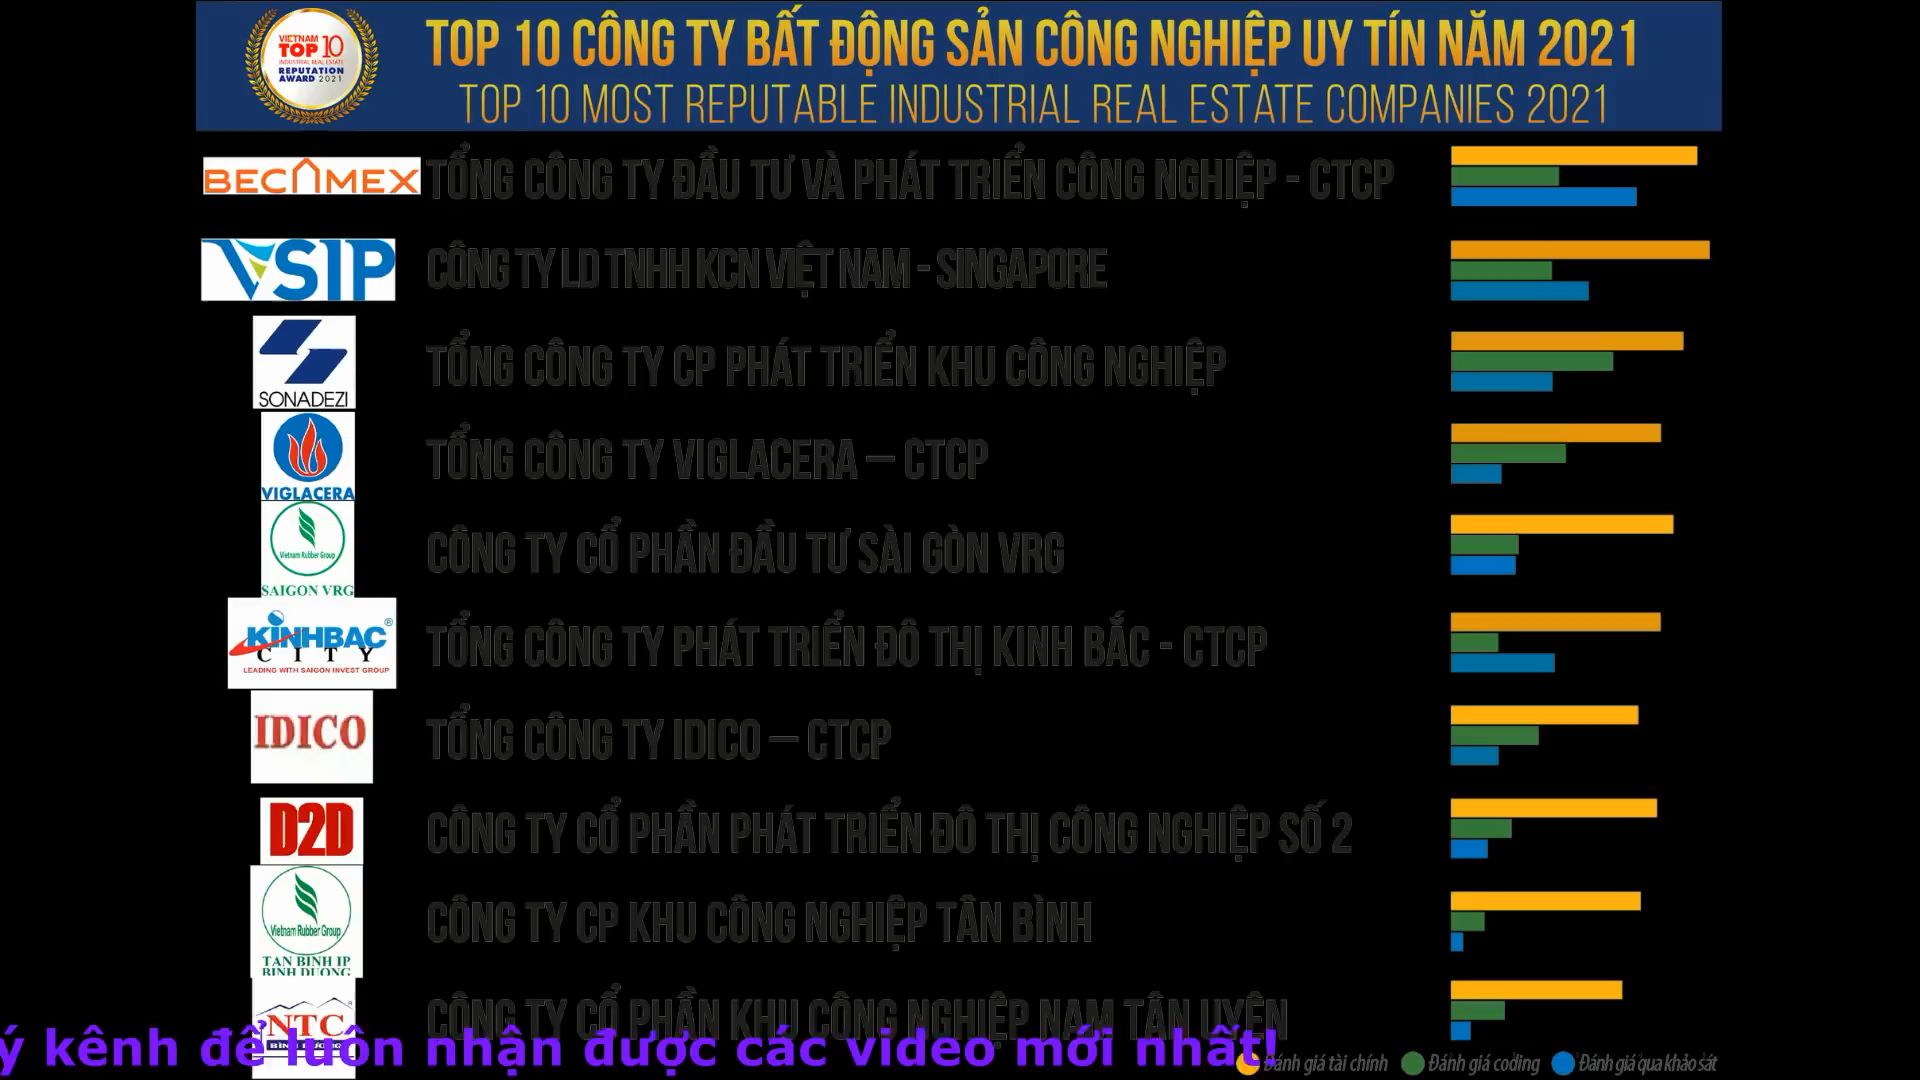 VIETNAM
TOP 10
INDUSTRIAL REAL ESTATE
REPUTATION
AWARD 2021
TOP 10 CÔNG TY BẤT ĐỘNG SẢN CÔNG NGHIỆP UY TÍN NĂM 2021
TOP 10 MOST REPUTABLE INDUSTRIAL REAL ESTATE COMPANIES 2021
BECAMEX
TỔNG CÔNG TY ĐẦU TƯ VÀ PHÁT TRIỂN CÔNG NGHIỆP - CTCP
VSIP
CÔNG TY LD TNHH KCN VIỆT NAM - SINGAPORE
SONADEZI
TỔNG CÔNG TY CP PHÁT TRIỂN KHU CÔNG NGHIỆP
VIGLACERA
TỔNG CÔNG TY VIGLACERA – CTCP
Vietnam Rubber Group
SAIGON VRG
CÔNG TY CỔ PHẦN ĐẦU TƯ SÀI GÒN VRG
KINHBAC
CITY
LEADING WITH SAIGON INVEST GROUP
TỔNG CÔNG TY PHÁT TRIỂN ĐÔ THỊ KINH BẮC - CTCP
IDICO
TỔNG CÔNG TY IDICO – CTCP
D2D
CÔNG TY CỔ PHẦN PHÁT TRIỂN ĐÔ THỊ CÔNG NGHIỆP SỐ 2
Vietnam Rubber Group
TAN BINH IP
BINH DUONG
CÔNG TY CP KHU CÔNG NGHIỆP TÂN BÌNH
NTC
CÔNG TY CỔ PHẦN KHU CÔNG NGHIỆP NAM TÂN UYÊN
ý kênh để luôn nhận được các video mới nhất!
Đánh giá tài chính
Đánh giá coding
Đánh giá qua khảo sát